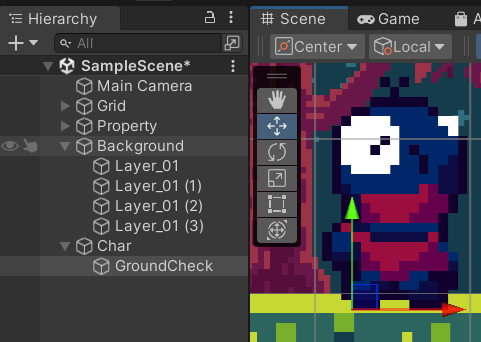 Hierarchy
Scene
Game
All
Center
Local
SampleScene*
Main Camera
Grid
Property
Background
Layer_01
Layer_01 (1)
Layer_01 (2)
Layer_01 (3)
Char
GroundCheck